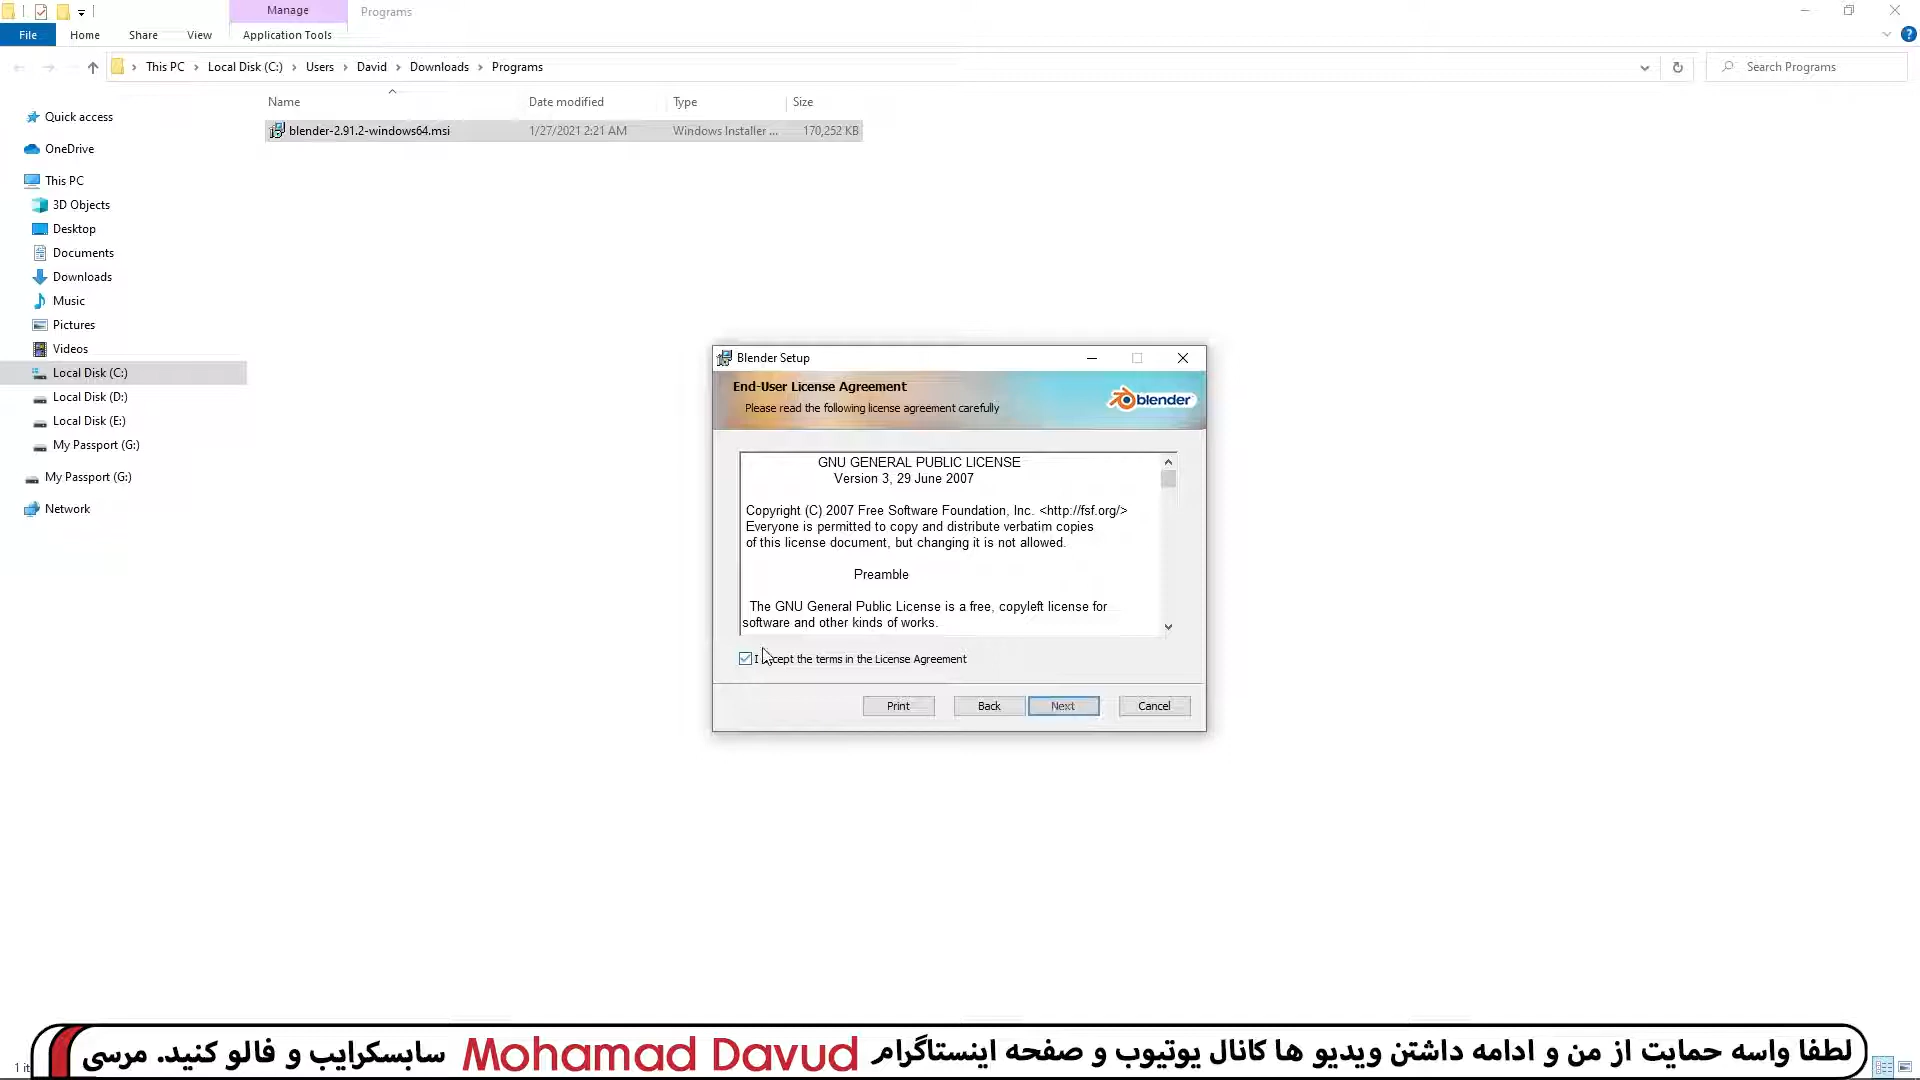 Manage
Programs
File
Home
Share
View
Application Tools
This PC
Local Disk (C:)
Users
David
Downloads
Programs
Search Programs
Name
Date modified
Type
Size
blender-2.91.2-windows64.msi
1/27/2021 2:21 AM
Windows Installer ...
170,252 KB
Quick access
OneDrive
This PC
3D Objects
Desktop
Documents
Downloads
Music
Pictures
Videos
Local Disk (C:)
Local Disk (D:)
Local Disk (E:)
My Passport (G:)
My Passport (G:)
Network
Blender Setup
End-User License Agreement
Please read the following license agreement carefully
blender
GNU GENERAL PUBLIC LICENSE
Version 3, 29 June 2007
Copyright (C) 2007 Free Software Foundation, Inc. <http://fsf.org/>
Everyone is permitted to copy and distribute verbatim copies
of this license document, but changing it is not allowed.
Preamble
The GNU General Public License is a free, copyleft license for
software and other kinds of works.
I accept the terms in the License Agreement
Print
Back
Next
Cancel
لطفا واسه حمایت از من و ادامه داشتن ویدیو ها کانال یوتیوب و صفحه اینستاگرام Mohamad Davud سابسکرایب و فالو کنید. مرسی